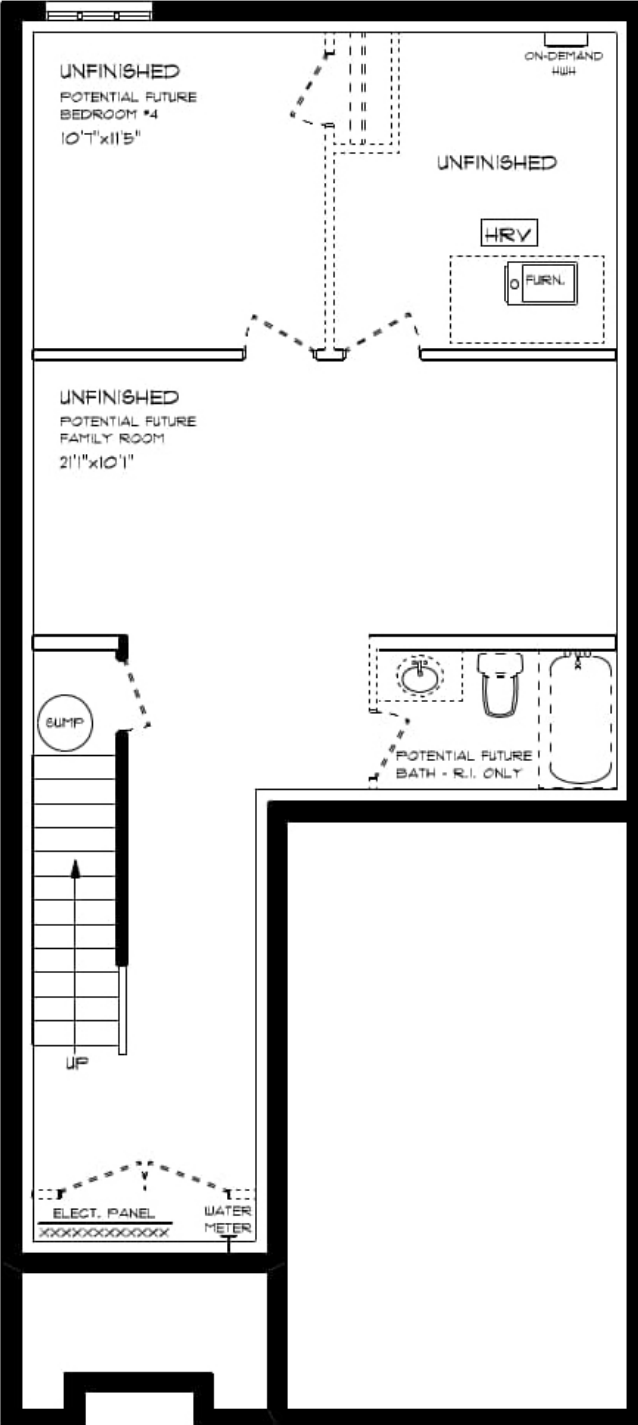 UNFINISHED
POTENTIAL FUTURE
BEDROOM #4
10'7"x11'5"
ON-DEMAND
HWH
UNFINISHED
HRV
FURN.
UNFINISHED
POTENTIAL FUTURE
FAMILY ROOM
21'1"x10'1"
SUMP
POTENTIAL FUTURE
BATH - R.I. ONLY
UP
ELECT. PANEL
XXXXXXXXXXXXX
WATER
METER